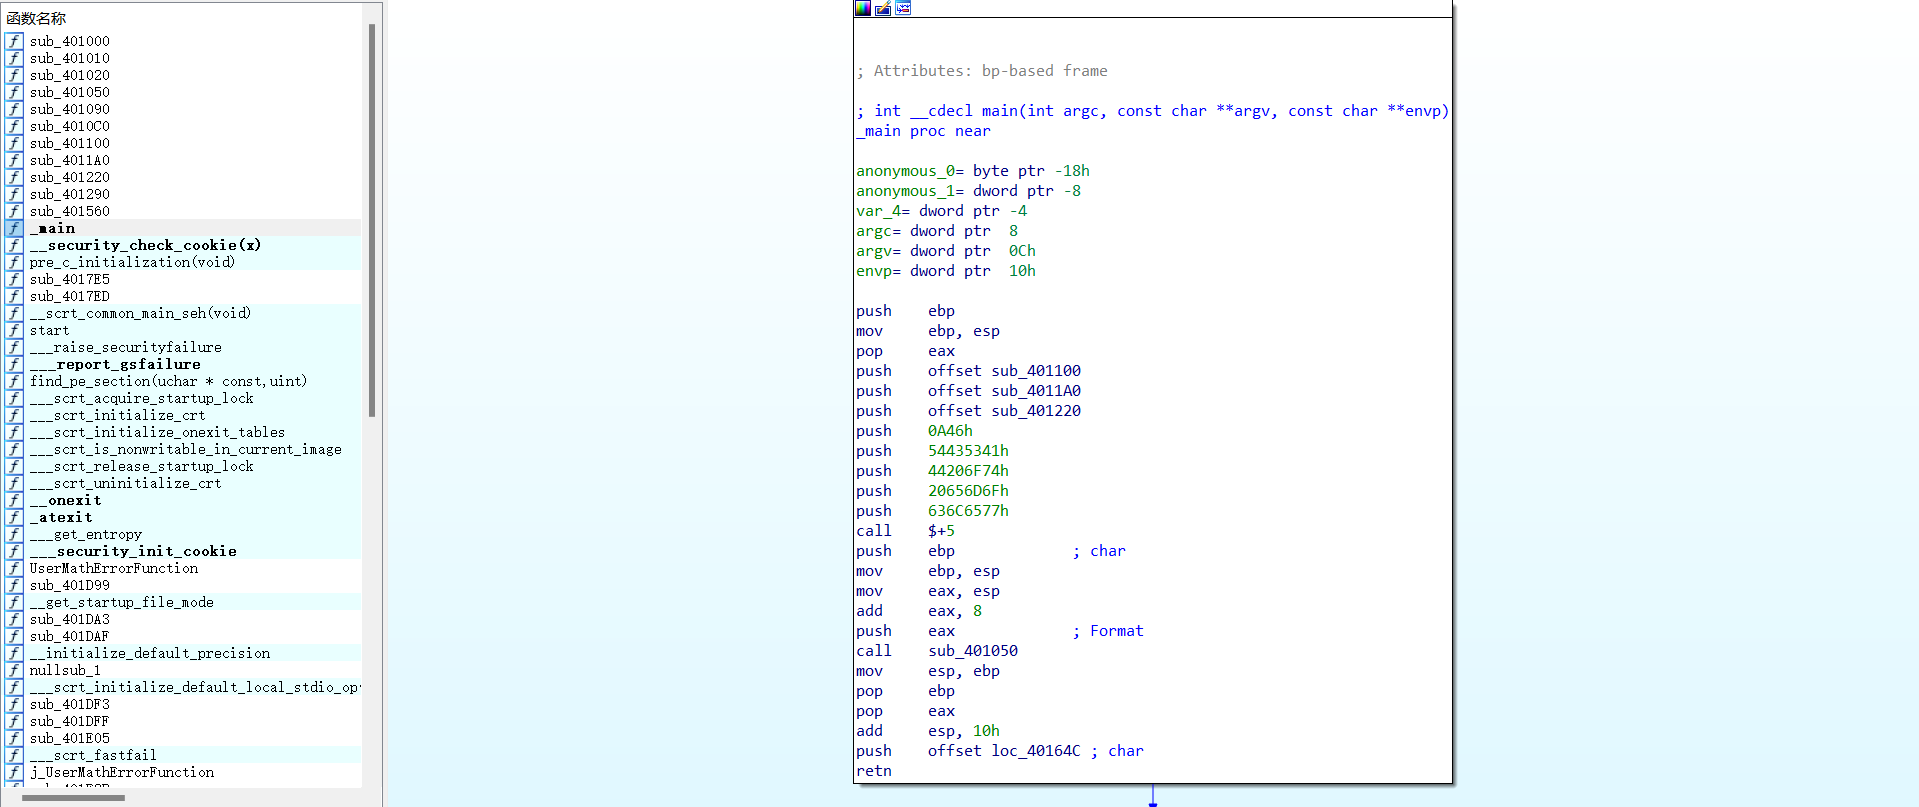 函数名称
f sub_401000
f sub_401010
f sub_401020
f sub_401050
f sub_401090
f sub_4010C0
f sub_401100
f sub_4011A0
f sub_401220
f sub_401290
f sub_401560
f _main
f __security_check_cookie(x)
f pre_c_initialization(void)
f sub_4017E5
f sub_4017ED
f __scrt_common_main_seh(void)
f start
f ___raise_securityfailure
f ___report_gsfailure
f find_pe_section(uchar * const,uint)
f ___scrt_acquire_startup_lock
f ___scrt_initialize_crt
f ___scrt_initialize_onexit_tables
f ___scrt_is_nonwritable_in_current_image
f ___scrt_release_startup_lock
f ___scrt_uninitialize_crt
f __onexit
f _atexit
f ___get_entropy
f ___security_init_cookie
f UserMathErrorFunction
f sub_401D99
f __get_startup_file_mode
f sub_401DA3
f sub_401DAF
f __initialize_default_precision
f nullsub_1
f ___scrt_initialize_default_local_stdio_op
f sub_401DF3
f sub_401DFF
f sub_401E05
f ___scrt_fastfail
f j_UserMathErrorFunction
; Attributes: bp-based frame
; int __cdecl main(int argc, const char **argv, const char **envp)
_main proc near
anonymous_0= byte ptr -18h
anonymous_1= dword ptr -8
var_4= dword ptr -4
argc= dword ptr  8
argv= dword ptr  0Ch
envp= dword ptr  10h
push    ebp
mov     ebp, esp
pop     eax
push    offset sub_401100
push    offset sub_4011A0
push    offset sub_401220
push    0A46h
push    54435341h
push    44206F74h
push    20656D6Fh
push    636C6577h
call    $+5
push    ebp             ; char
mov     ebp, esp
mov     eax, esp
add     eax, 8
push    eax             ; Format
call    sub_401050
mov     esp, ebp
pop     ebp
pop     eax
add     esp, 10h
push    offset loc_40164C ; char
retn